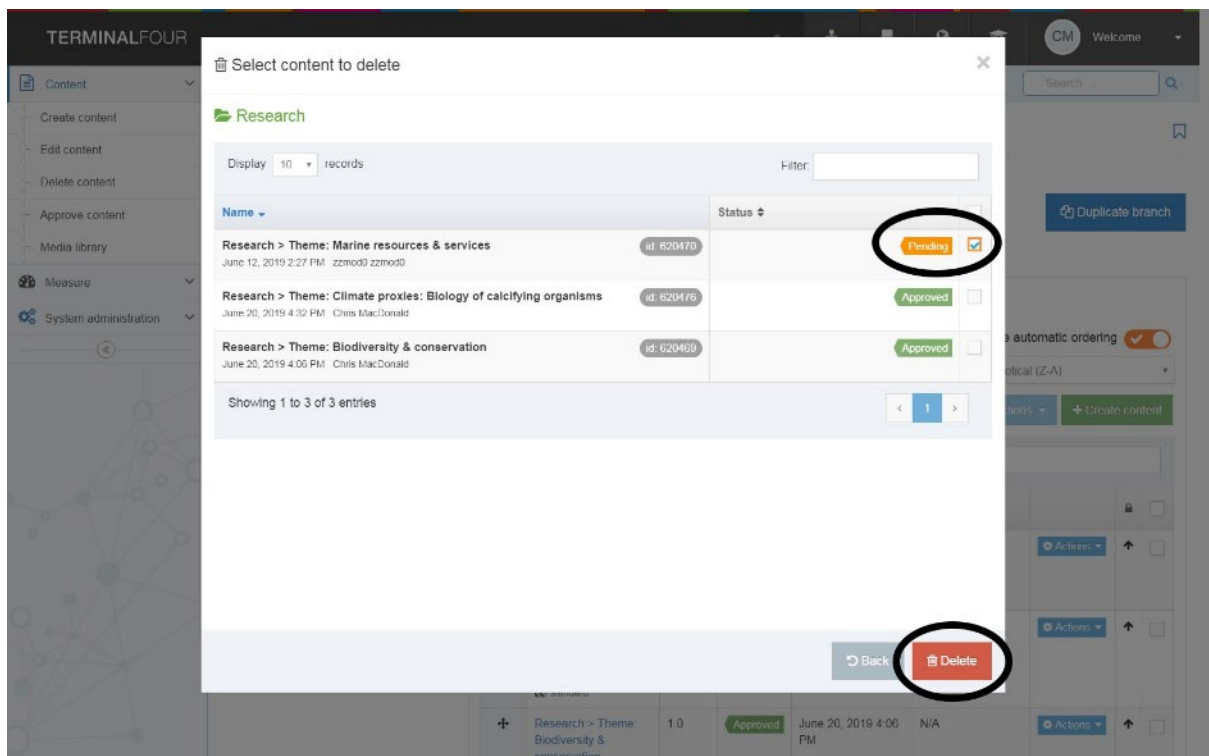 TERMINALFOUR
CM Welcome
Select content to delete
Content
Search
Create content
Research
Edit content
Display 10 records
Filter:
Delete content
Approve content
Name
Status
Duplicate branch
Media library
Research > Theme: Marine resources & services
id: 620470
Pending
June 12, 2019 2:27 PM zzmod0 zzmod0
Measure
Research > Theme: Climate proxies: Biology of calcifying organisms
id: 620476
Approved
June 20, 2019 4:32 PM Chris MacDonald
System administration
automatic ordering
Research > Theme: Biodiversity & conservation
id: 620469
Approved
June 20, 2019 4:06 PM Chris MacDonald
(Z-A)
Showing 1 to 3 of 3 entries
< 1 >
+ Create content
Actions
Actions
Back
Delete
Research > Theme: 1.0 Approved June 20, 2019 4:06 N/A Actions
Biodiversity & PM